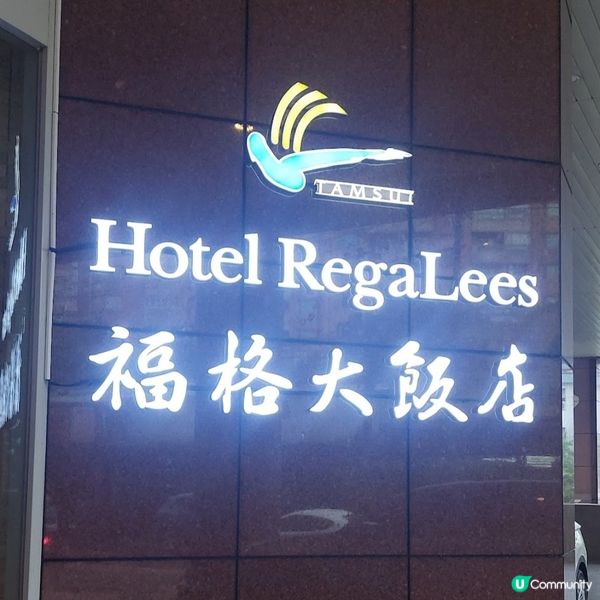 TAMSUI
Hotel RegaLees
福格大飯店
U Community